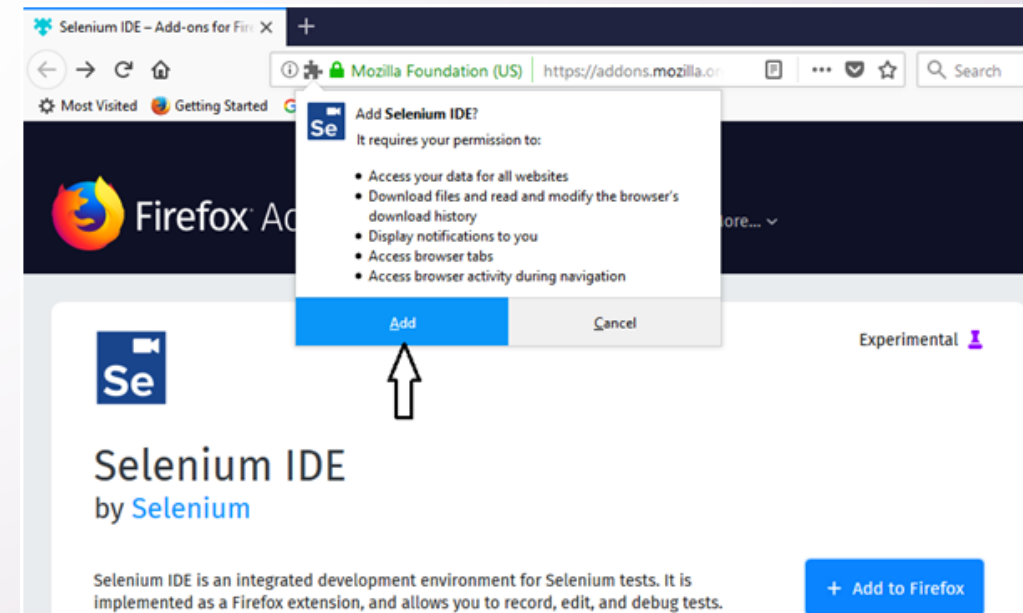 Selenium IDE – Add-ons for Fire
Mozilla Foundation (US) https://addons.mozilla.or
Search
Most Visited Getting Started G
Add Selenium IDE?
Se
It requires your permission to:
• Access your data for all websites
• Download files and read and modify the browser's
download history
• Display notifications to you
• Access browser tabs
• Access browser activity during navigation
Firefox Ad
ore...
Add Cancel
Experimental
Se
Selenium IDE
by Selenium
Selenium IDE is an integrated development environment for Selenium tests. It is
implemented as a Firefox extension, and allows you to record, edit, and debug tests.
+ Add to Firefox